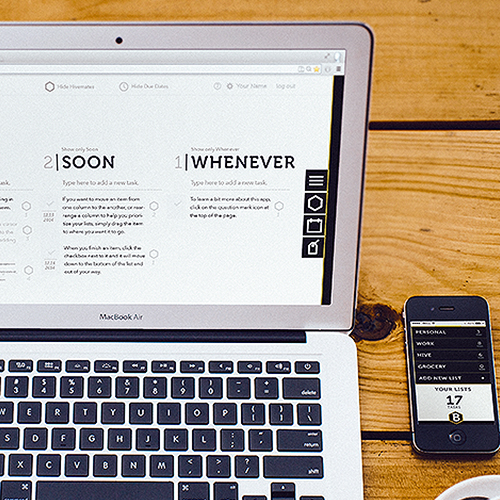 Hide Hivemates
Hide Due Dates
Your Name
log out
Show only Soon
2 SOON
Type here to add a new task.
If you want to move an item from
one column to the another, or rear-
range a column to help you priori-
tize your lists, simply drag the item
to where you want it to go.
When you finish an item, click the
checkbox next to it and it will move
down to the bottom of the list and
out of your way.
Show only Whenever
1 WHENEVER
Type here to add a new task.
To learn a bit more about this app,
click on the question mark icon at
the top of the page.
task.
MacBook Air
PERSONAL
WORK
HIVE
GROCERY
ADD NEW LIST +
YOUR LISTS
17
TASKS
B
delete
enter
return
shift